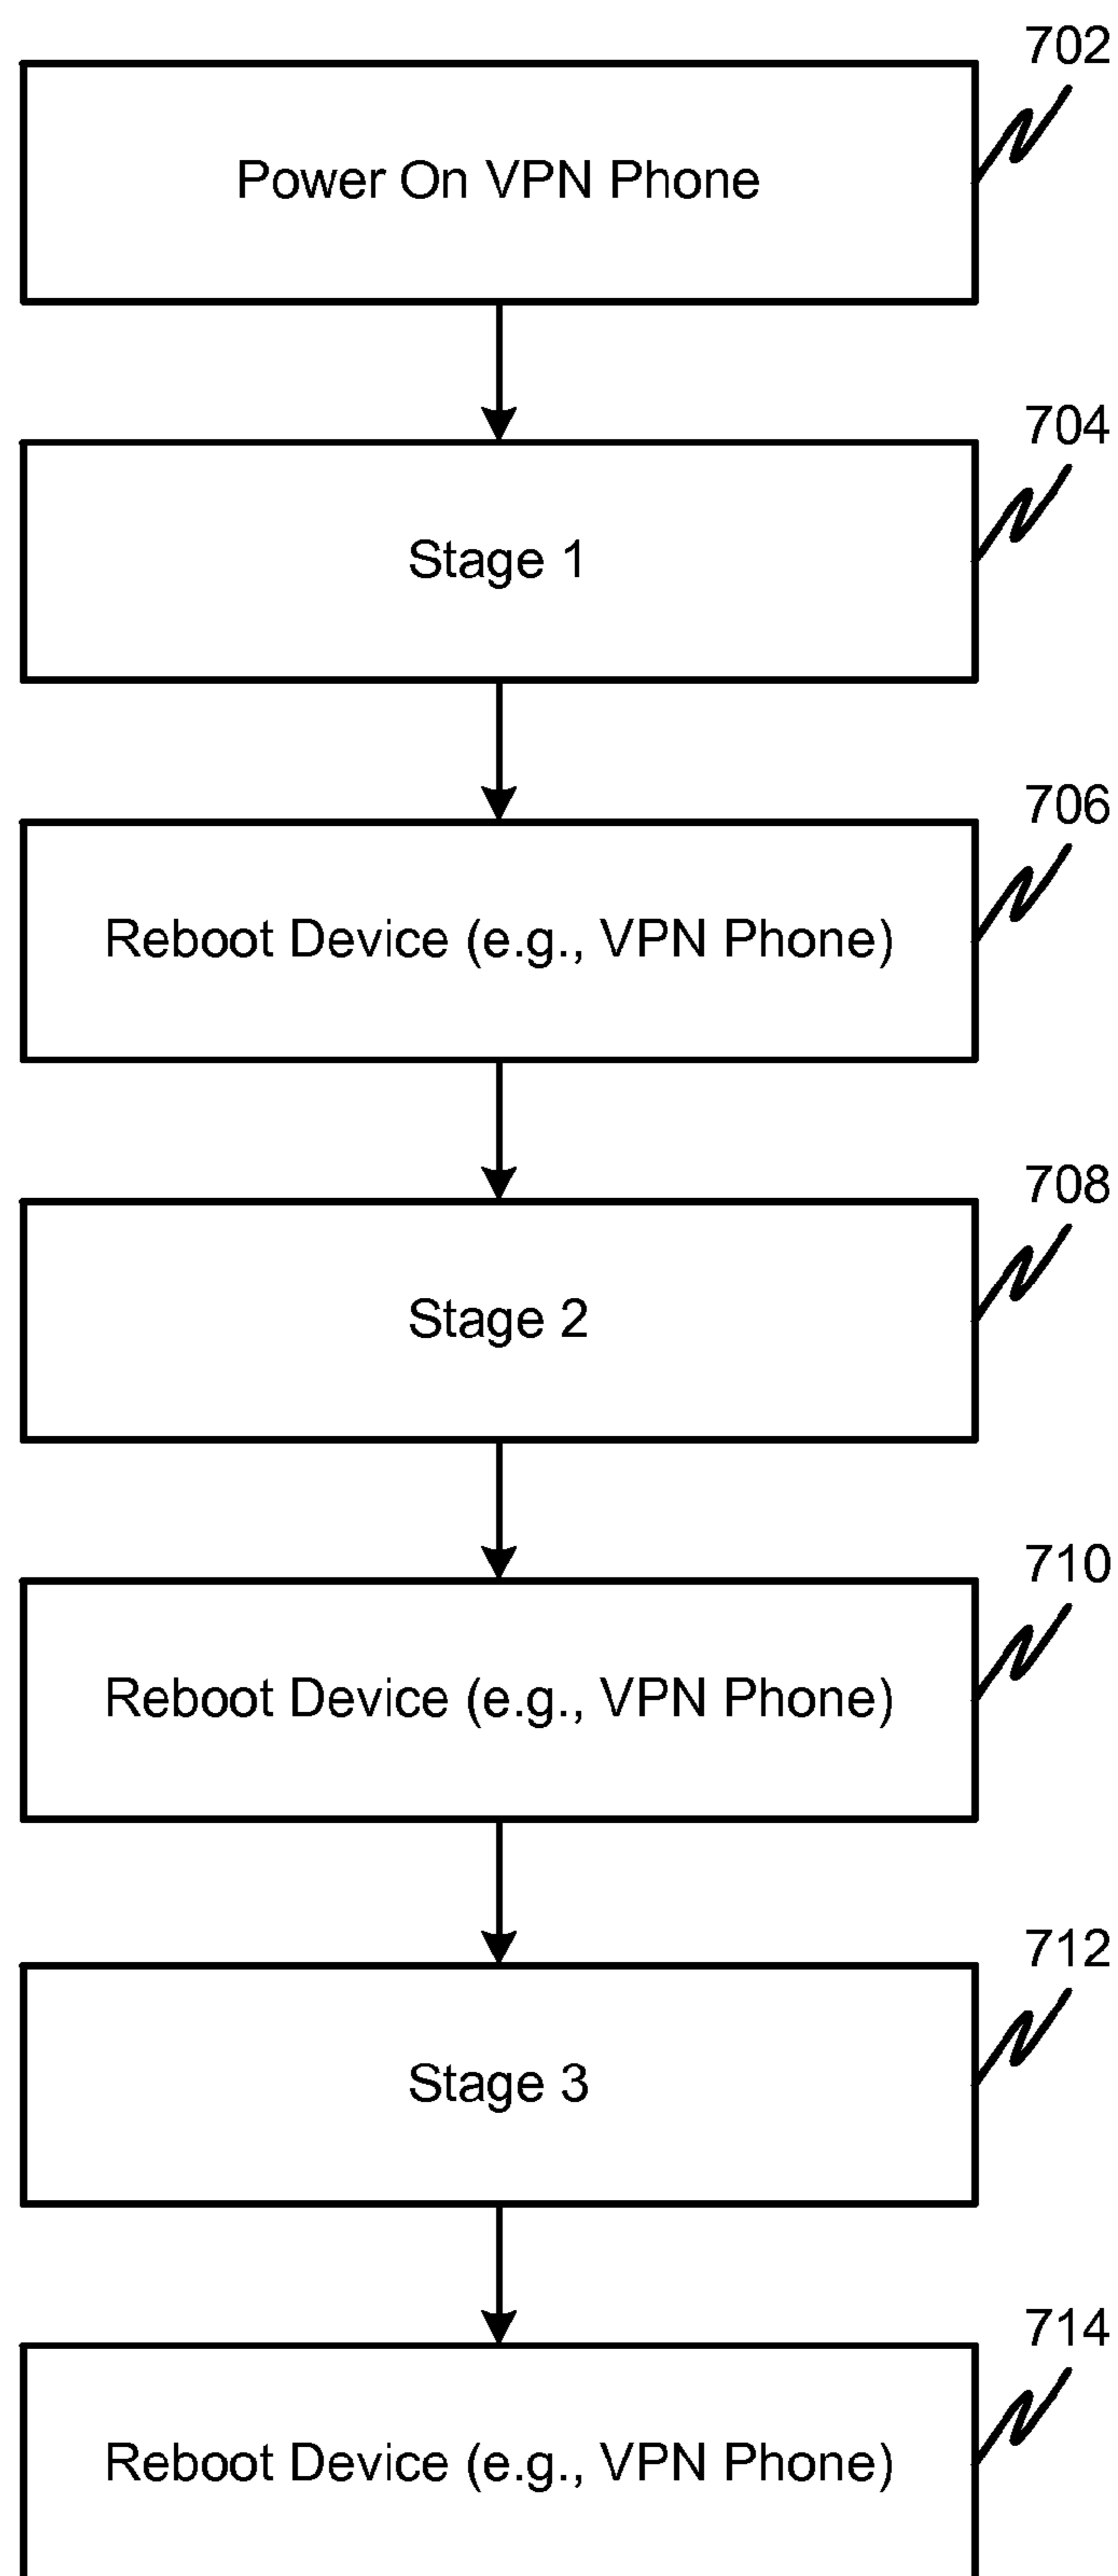 702
Power On VPN Phone
704
Stage 1
706
Reboot Device (e.g., VPN Phone)
708
Stage 2
710
Reboot Device (e.g., VPN Phone)
712
Stage 3
714
Reboot Device (e.g., VPN Phone)